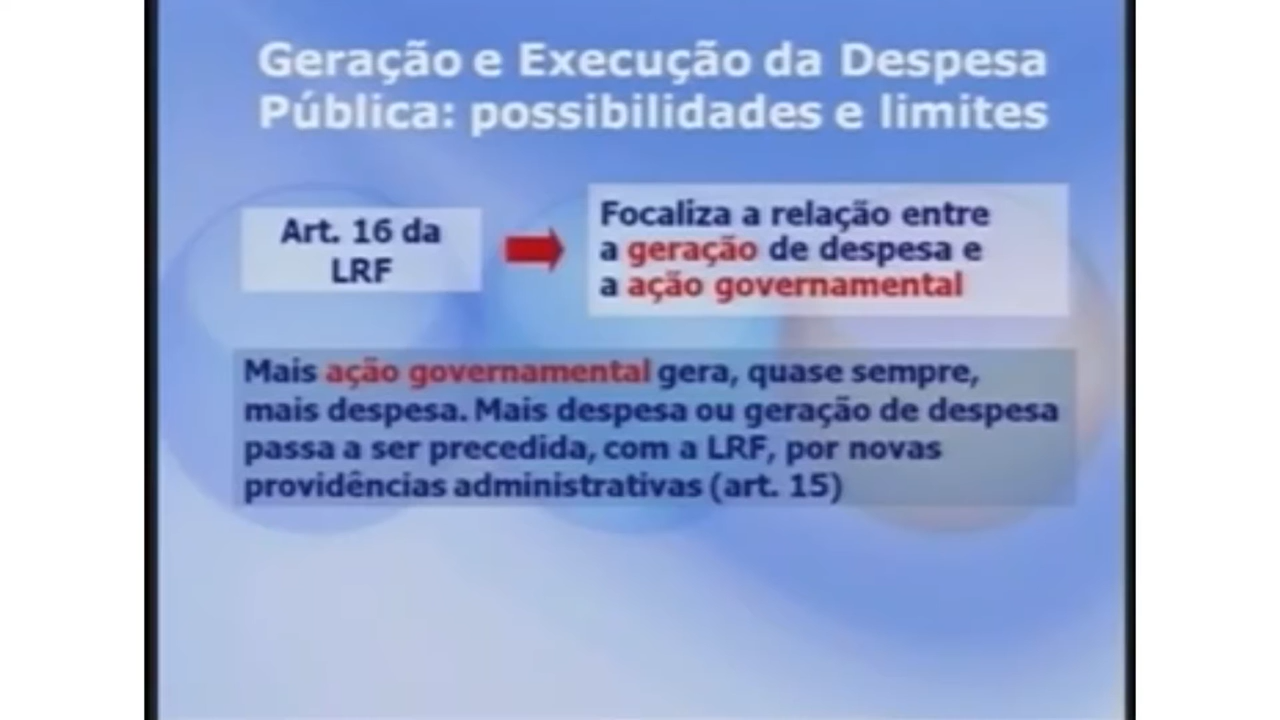 Geração e Execução da Despesa
Pública: possibilidades e limites
Art. 16 da
LRF
Focaliza a relação entre
a geração de despesa e
a ação governamental
Mais ação governamental gera, quase sempre,
mais despesa. Mais despesa ou geração de despesa
passa a ser precedida, com a LRF, por novas
providências administrativas (art. 15)